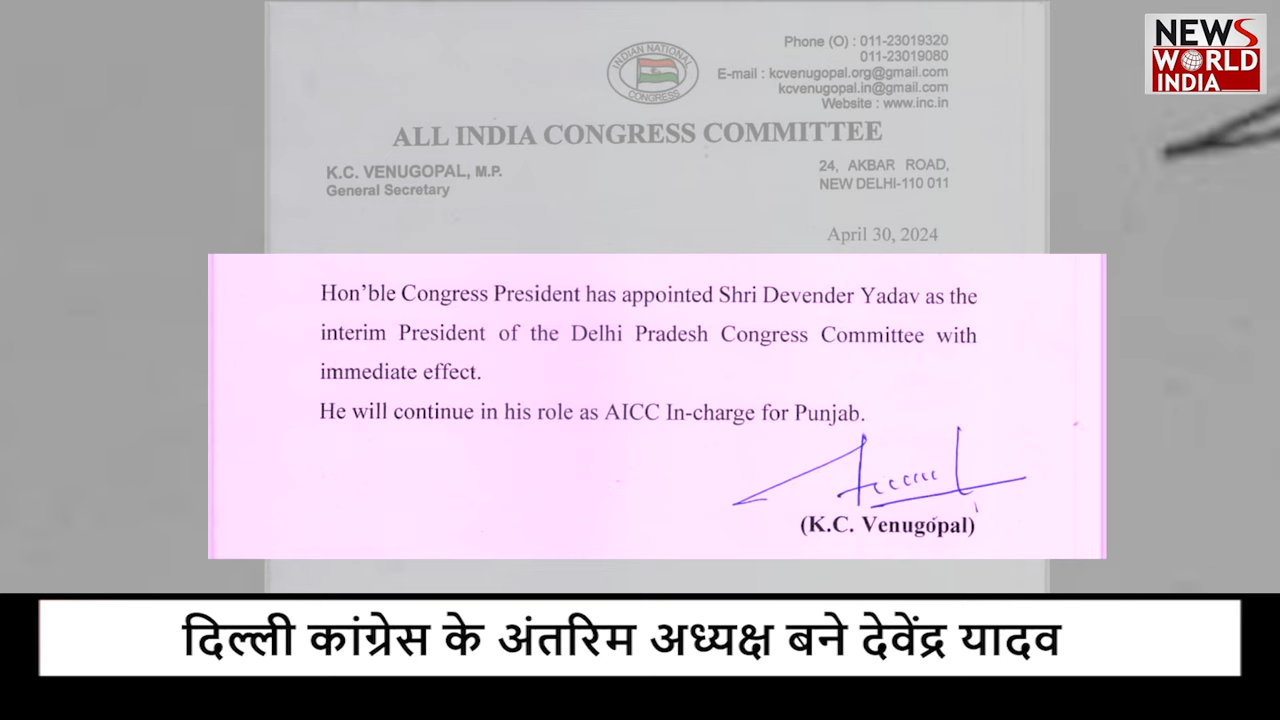 NEWS
WORLD
INDIA
INDIAN NATIONAL
CONGRESS
Phone (O) : 011-23019320
011-23019080
E-mail : kcvenugopal.org@gmail.com
kcvenugopal.in@gmail.com
Website : www.inc.in
ALL INDIA CONGRESS COMMITTEE
K.C. VENUGOPAL, M.P.
General Secretary
24, AKBAR ROAD,
NEW DELHI-110 011
April 30, 2024
Hon'ble Congress President has appointed Shri Devender Yadav as the
interim President of the Delhi Pradesh Congress Committee with
immediate effect.
He will continue in his role as AICC In-charge for Punjab.
(K.C. Venugopal)
दिल्ली कांग्रेस के अंतरिम अध्यक्ष बने देवेंद्र यादव